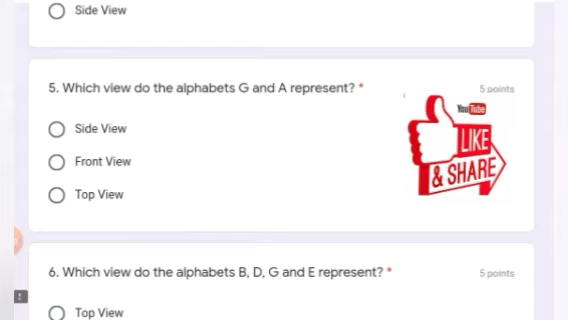 Side View
5. Which view do the alphabets G and A represent? *
5 points
Side View
Front View
Top View
YouTube
LIKE
& SHARE
6. Which view do the alphabets B, D, G and E represent? *
5 points
Top View